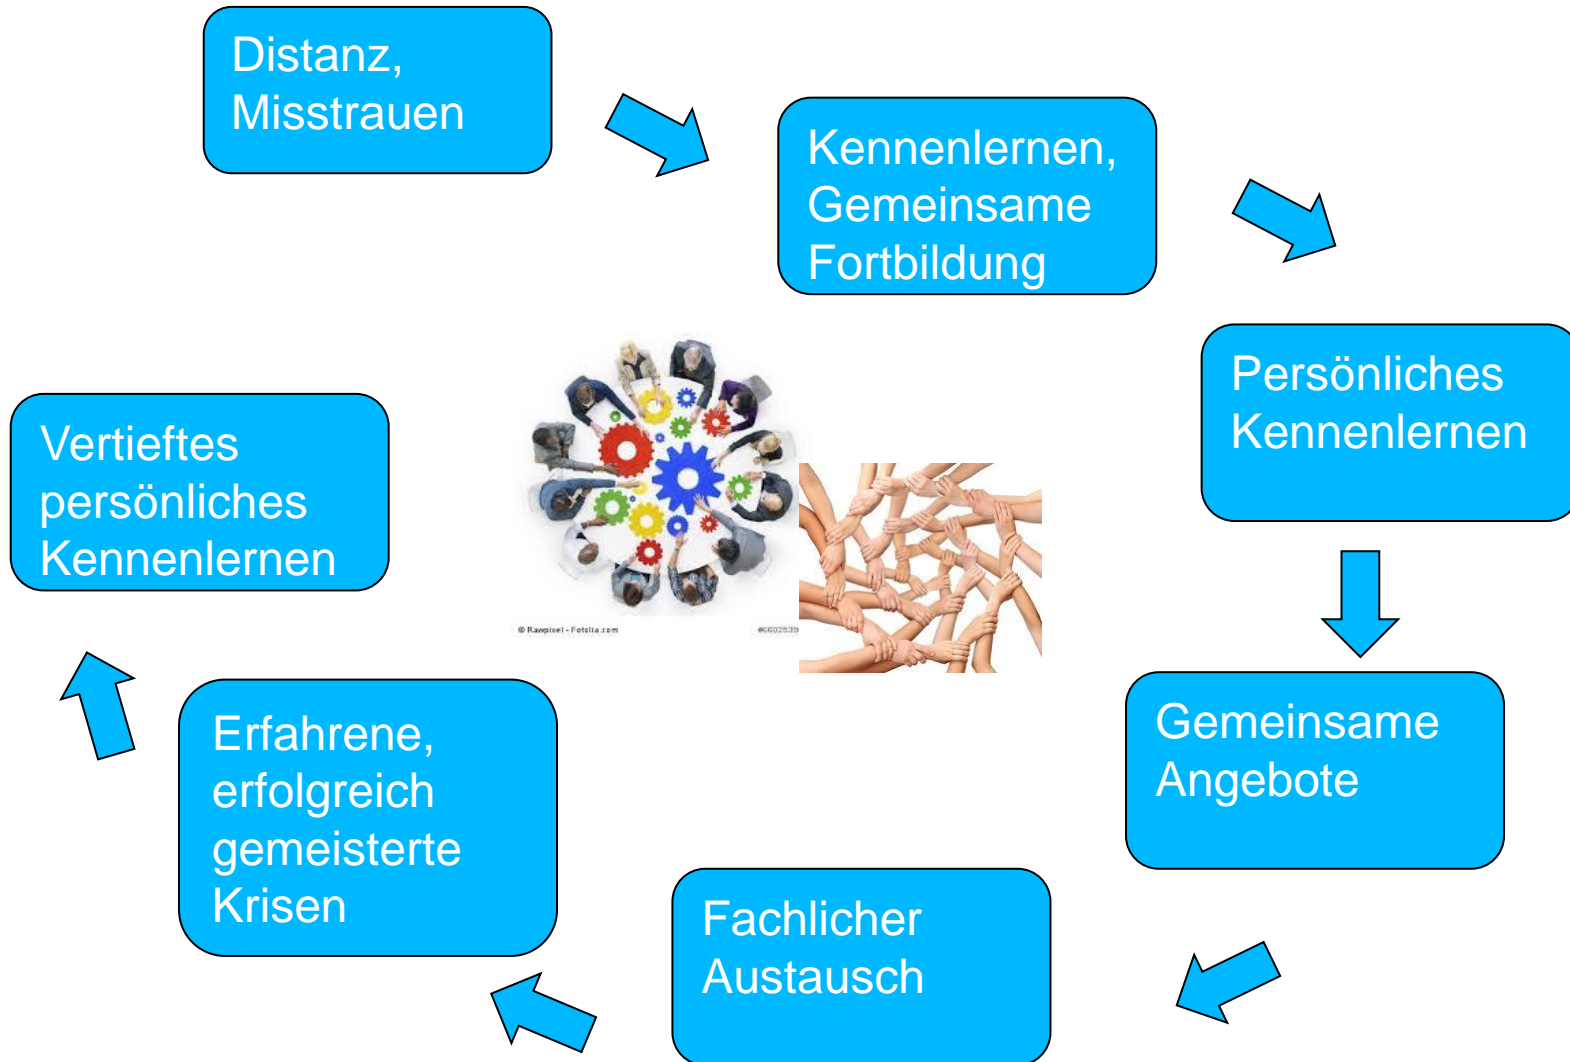 Distanz,
Misstrauen
Kennenlernen,
Gemeinsame
Fortbildung
Persönliches
Kennenlernen
Gemeinsame
Angebote
Fachlicher
Austausch
Erfahrene,
erfolgreich
gemeisterte
Krisen
Vertieftes
persönliches
Kennenlernen
© Rawpixel - Fotolia.com